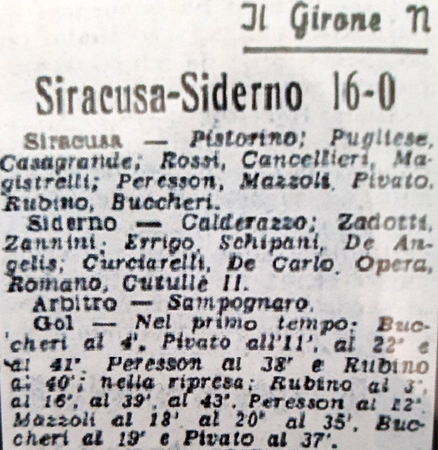 Il Girone N
Siracusa-Siderno 16-0
Siracusa — Pistorino; Pugliese,
Casagrande; Rossi, Cancellieri, Ma-
gistrelli; Peresson, Mazzoli, Pivato,
Rubino, Buccheri.
Siderno — Calderazzo; Zadotti,
Zannini; Errigo, Schipani, De An-
gelis; Curciarelli, De Carlo, Opera,
Romano, Cutullè II.
Arbitro — Sampognaro.
Gol — Nel primo tempo: Buc-
cheri al 4', Pivato all'11', al 22' e
al 41', Peresson al 38' e Rubino
al 40'; nella ripresa; Rubino al 3',
al 16', al 39', al 43', Peresson al 12'
Mazzoli al 18' al 20' al 35', Buc-
cheri al 19' e Pivato al 37'.